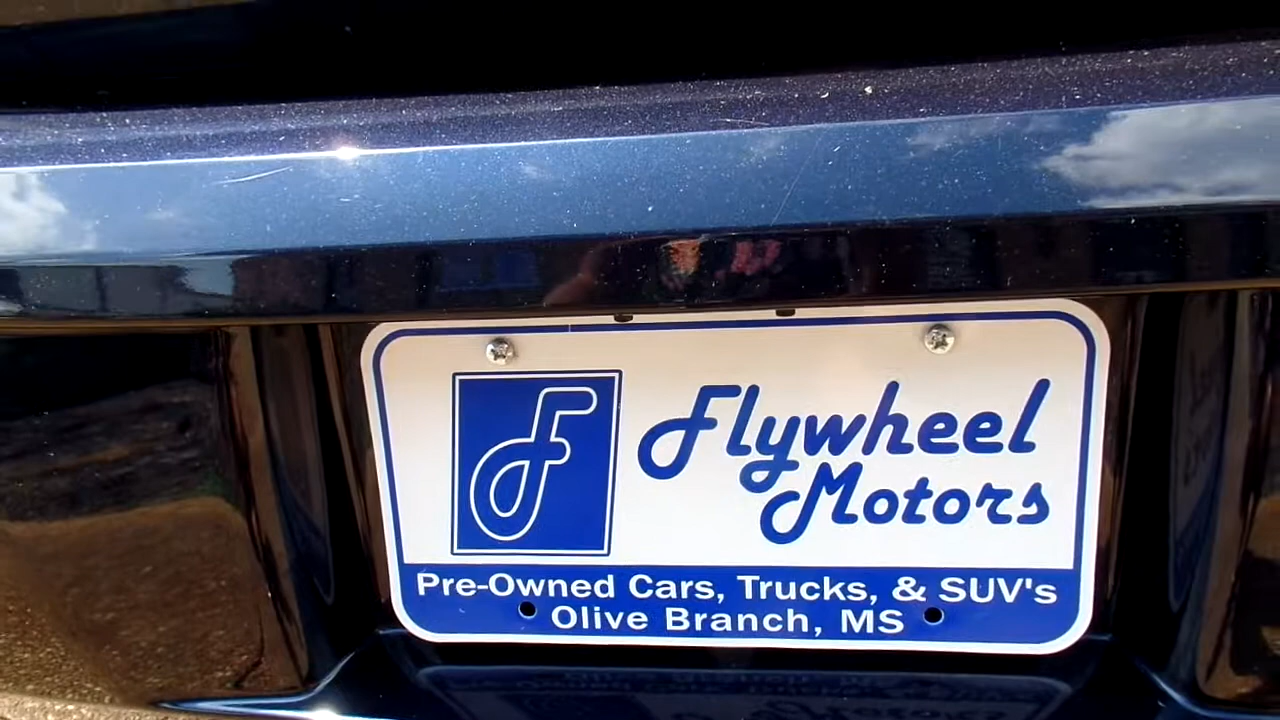 F
Flywheel
Motors
Pre-Owned Cars, Trucks, & SUV's
Olive Branch, MS